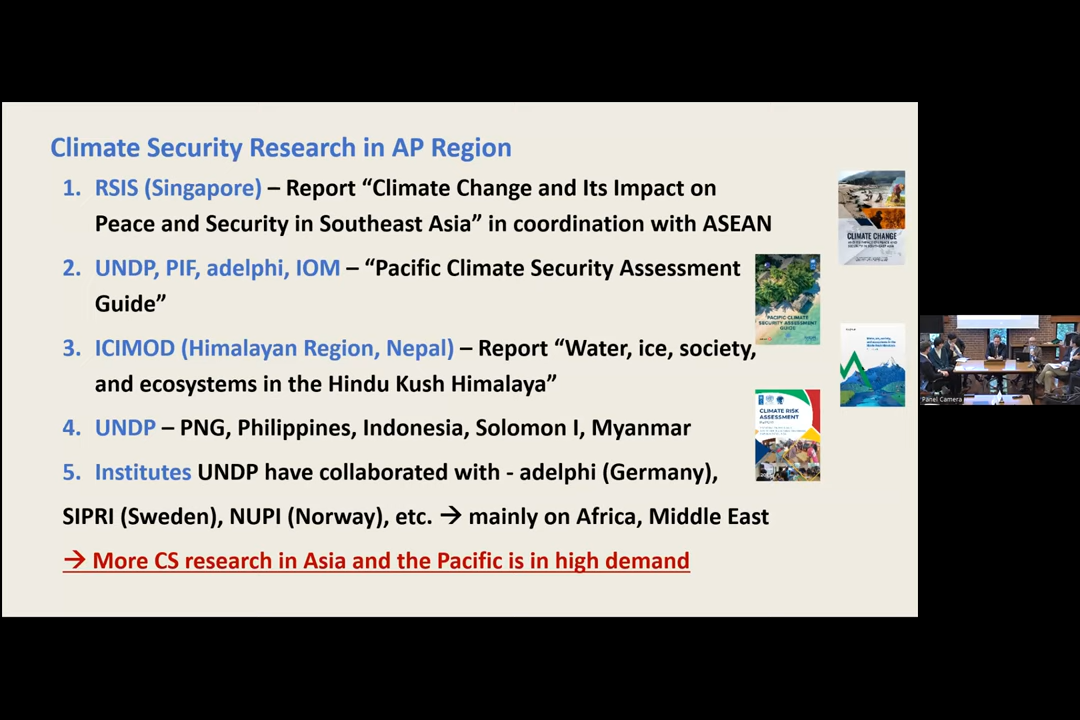 Climate Security Research in AP Region
1. RSIS (Singapore) – Report “Climate Change and Its Impact on
Peace and Security in Southeast Asia” in coordination with ASEAN
2. UNDP, PIF, adelphi, IOM – “Pacific Climate Security Assessment
Guide”
3. ICIMOD (Himalayan Region, Nepal) – Report “Water, ice, society,
and ecosystems in the Hindu Kush Himalaya”
4. UNDP – PNG, Philippines, Indonesia, Solomon I, Myanmar
5. Institutes UNDP have collaborated with - adelphi (Germany),
SIPRI (Sweden), NUPI (Norway), etc. → mainly on Africa, Middle East
→ More CS research in Asia and the Pacific is in high demand
CLIMATE CHANGE
PACIFIC CLIMATE
SECURITY ASSESSMENT
GUIDE
CLIMATE RISK
ASSESSMENT
Panel Camera